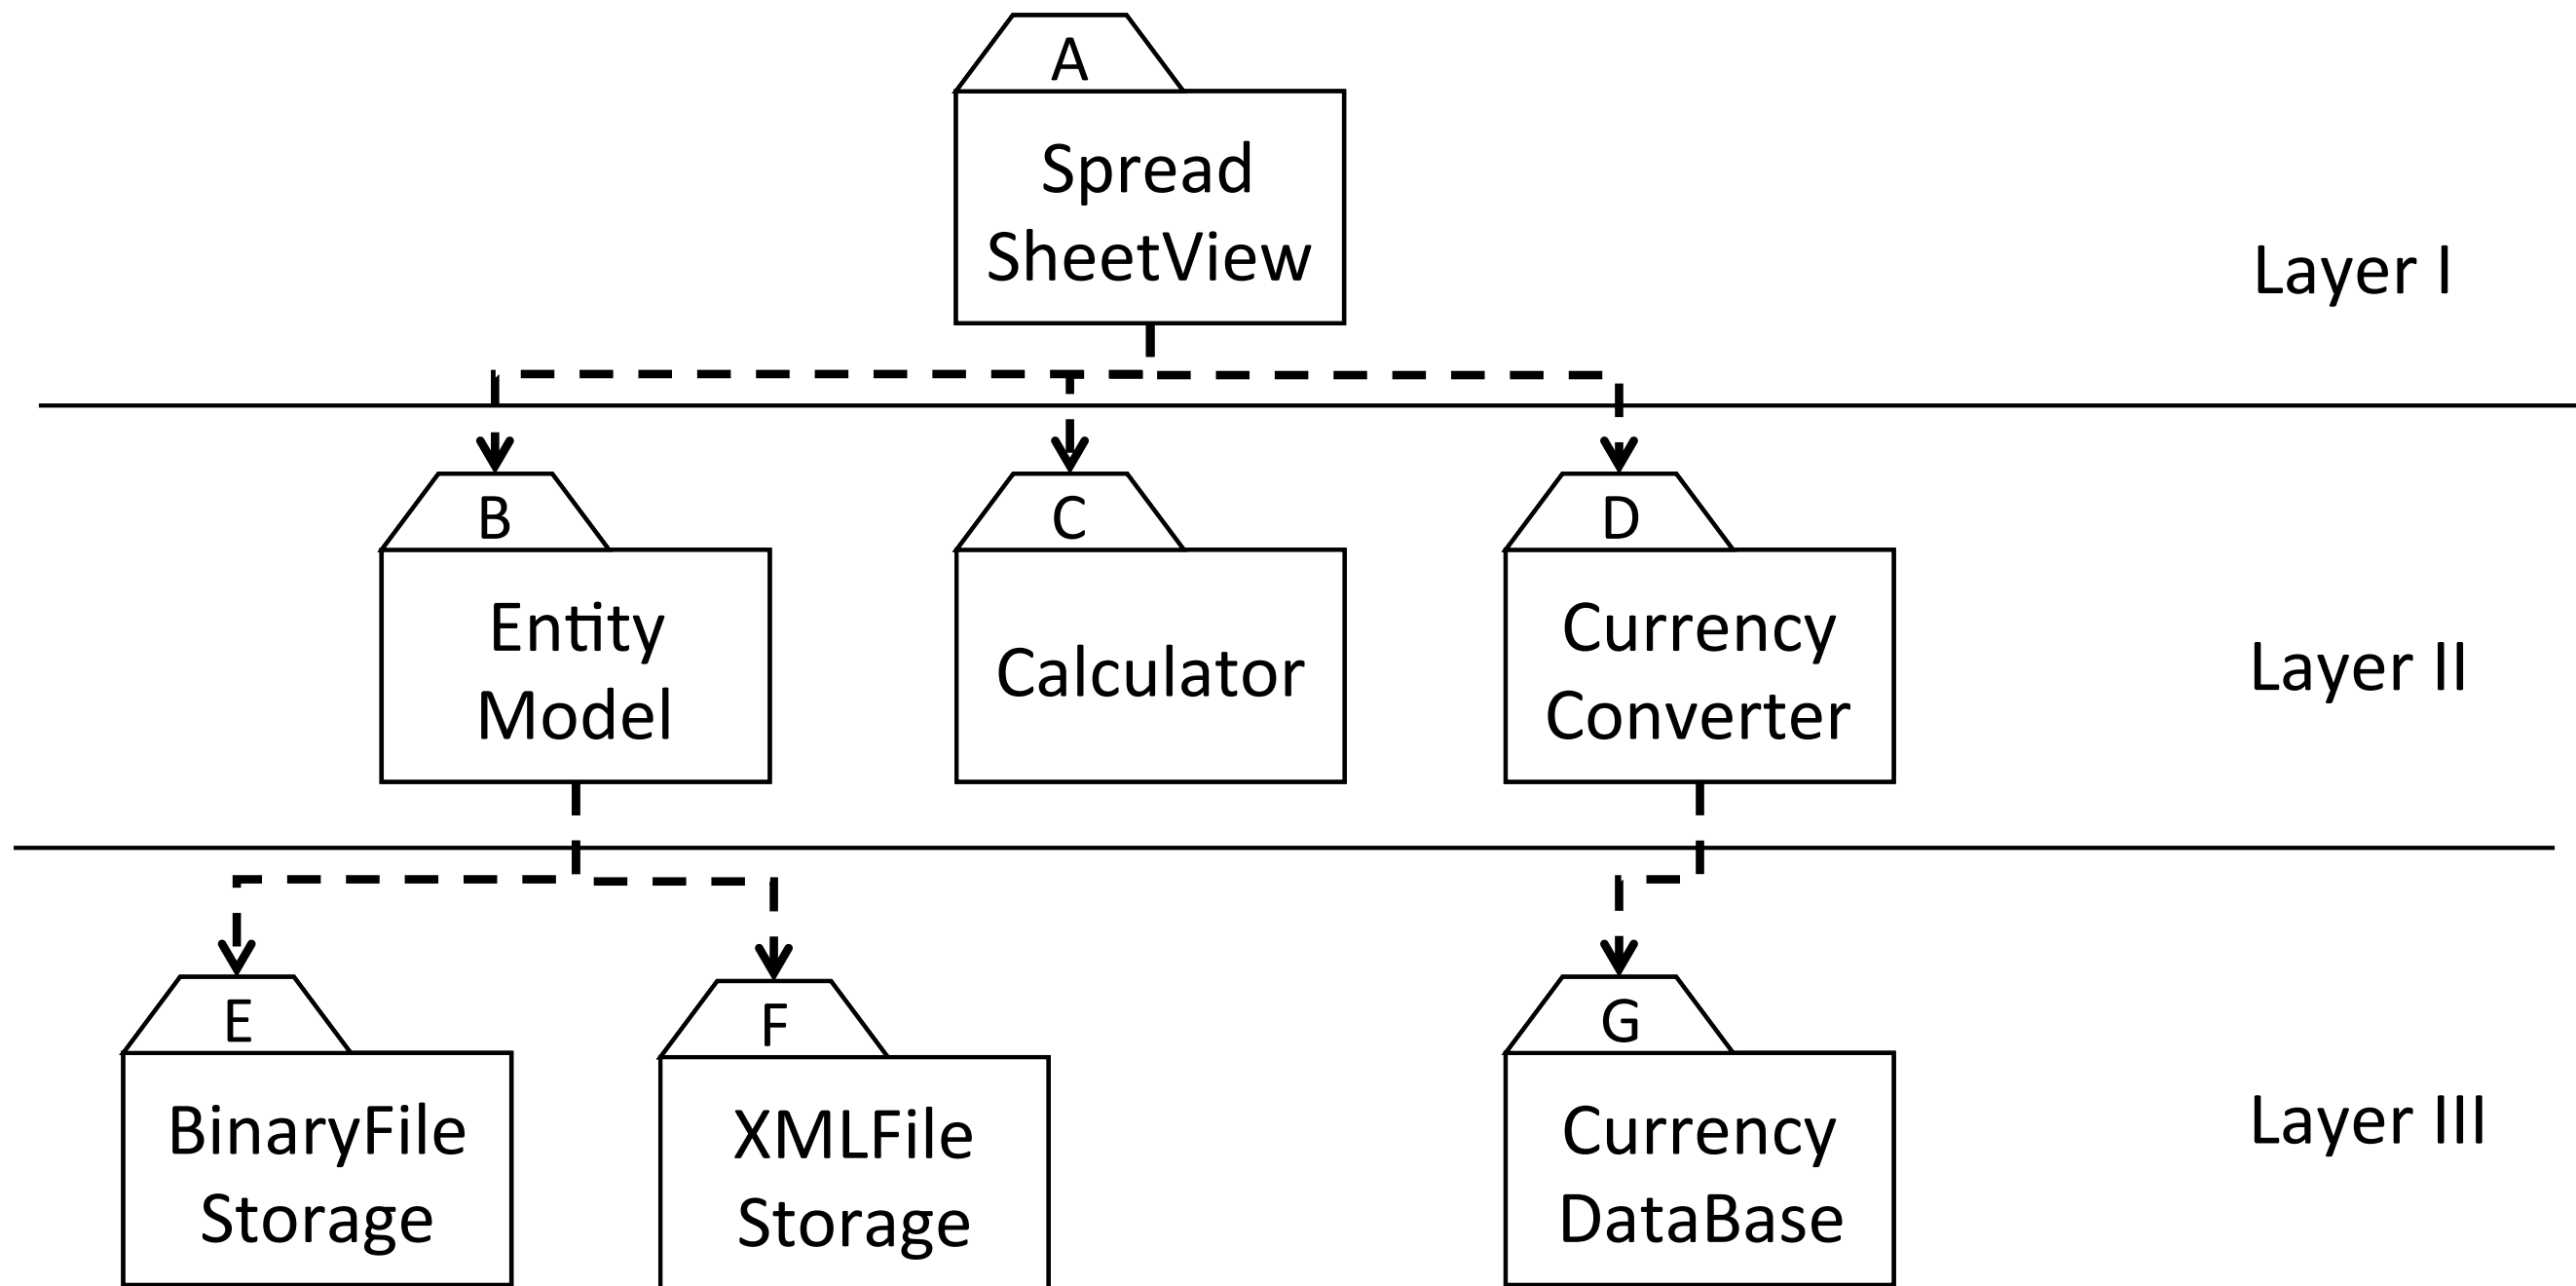 A
Spread
SheetView
Layer I
B
C
D
Entity
Model
Calculator
Currency
Converter
Layer II
E
F
G
BinaryFile
Storage
XMLFile
Storage
Currency
DataBase
Layer III